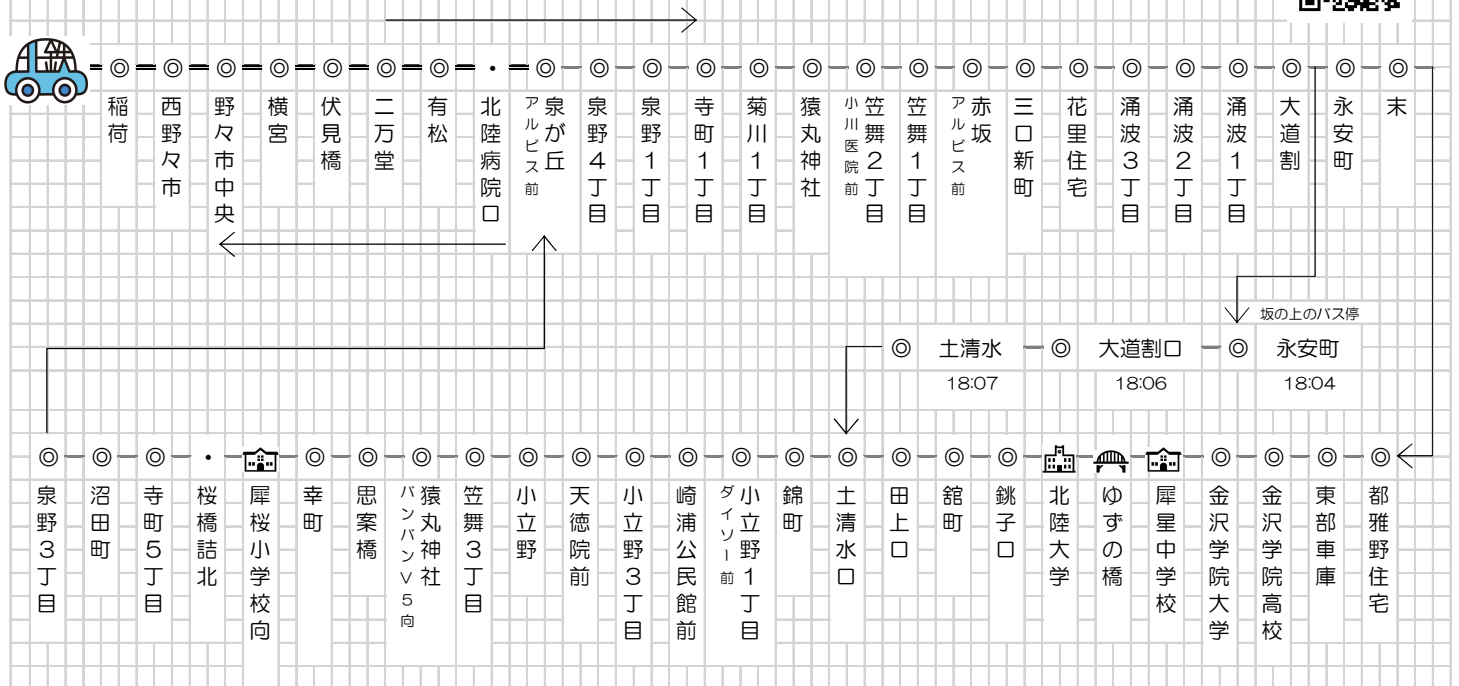 稲荷
西野々市
野々市中央
横宮
伏見橋
二万堂
有松
北陸病院口
泉が丘
アルビス前
泉野4丁目
泉野1丁目
寺町1丁目
菊川1丁目
猿丸神社
笠舞2丁目
小川医院前
笠舞1丁目
赤坂
アルビス前
三口新町
花里住宅
涌波3丁目
涌波2丁目
涌波1丁目
大道割
永安町
末
坂の上のバス停
土清水
大道割口
永安町
18:07
18:06
18:04
泉野3丁目
沼田町
寺町5丁目
桜橋詰北
犀桜小学校向
幸町
思案橋
猿丸神社
バンバンV5向
笠舞3丁目
小立野
天徳院前
小立野3丁目
崎浦公民館前
小立野1丁目
ダイソー前
錦町
土清水口
田上口
舘町
銚子口
北陸大学
ゆずの橋
犀星中学校
金沢学院大学
金沢学院高校
東部車庫
都雅野住宅